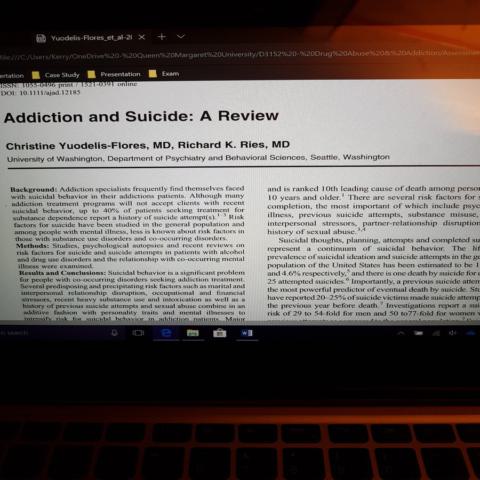 Yuodelis-Flores_et_al-2(
file:///C:/Users/Kerry/OneDrive%20-%20Queen%20Margaret%20University/D3152%20-%20Drug%20Abuse%20&%20Addiction/Assessmen
ertation Case Study Presentation Exam
ISSN: 1055-0496 print / 1521-0391 online
DOI: 10.1111/ajad.12185
Addiction and Suicide: A Review
Christine Yuodelis-Flores, MD, Richard K. Ries, MD
University of Washington, Department of Psychiatry and Behavioral Sciences, Seattle, Washington
Background: Addiction specialists frequently find themselves faced
with suicidal behavior in their addictions patients. Although many
addiction treatment programs will not accept clients with recent
suicidal behavior, up to 40% of patients seeking treatment for
substance dependence report a history of suicide attempt(s). Risk
factors for suicide have been studied in the general population and
among people with mental illness, less is known about risk factors in
those with substance use disorders and co-occurring disorders.
Methods: Studies, psychological autopsies and recent reviews on
risk factors for suicide and suicide attempts in patients with alcohol
and drug use disorders and the relationship with co-occurring mental
illness were examined.
Results and Conclusions: Suicidal behavior is a significant problem
for people with co-occurring disorders seeking addiction treatment.
Several predisposing and precipitating risk factors such as marital and
interpersonal relationship disruption, occupational and financial
stressors, recent heavy substance use and intoxication as well as a
history of previous suicide attempts and sexual abuse combine in an
additive fashion with personality traits and mental illnesses to
intensify risk for suicidal behavior in addiction patients. Major
and is ranked 10th leading cause of death among perso
10 years and older.1 There are several risk factors for s
completion, the most important of which include psyc
illness, previous suicide attempts, substance misuse,
interpersonal stressors, partner-relationship disruption
history of sexual abuse.3,4
Suicidal thoughts, planning, attempts and completed su
represent a continuum of suicidal behavior. The lif
prevalence of suicidal ideation and suicide attempts in the ge
population of the United States has been estimated to be 1
and 4.6% respectively,5 and there is one death by suicide for e
25 attempted suicides.6 Importantly, a previous suicide attem
the most powerful predictor of eventual death by suicide. Stu
have reported 20–25% of suicide victims made suicide attemp
the previous year before death.7 Investigations report a sui
risk of 29 to 54-fold for men and 50 to77-fold for women w